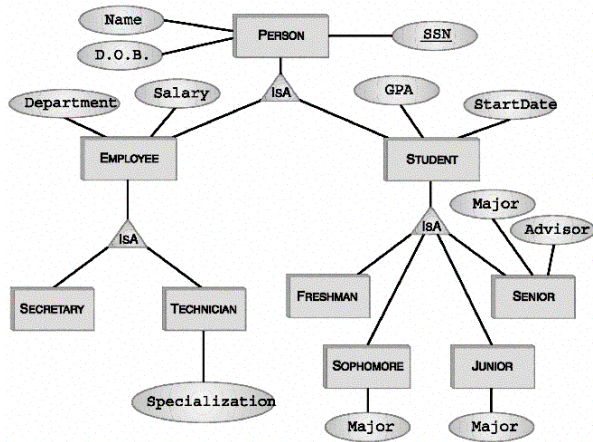 Name
PERSON
SSN
D.O.B.
IsA
Department
Salary
GPA
StartDate
EMPLOYEE
STUDENT
Major
IsA
IsA
Advisor
SECRETARY
TECHNICIAN
FRESHMAN
SENIOR
SOPHOMORE
JUNIOR
Specialization
Major
Major